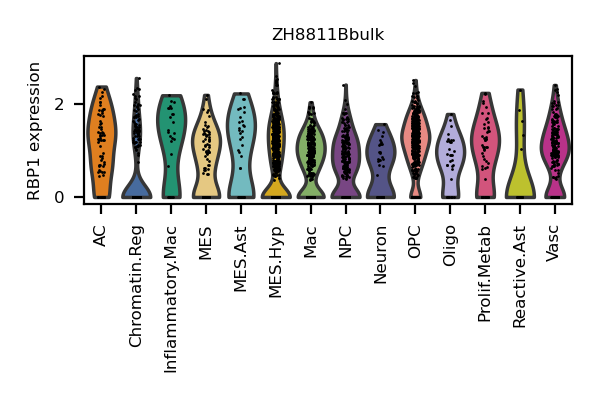 ZH8811Bbulk
RBP1 expression
2
0
AC
Chromatin.Reg
Inflammatory.Mac
MES
MES.Ast
MES.Hyp
Mac
NPC
Neuron
OPC
Oligo
Prolif.Metab
Reactive.Ast
Vasc